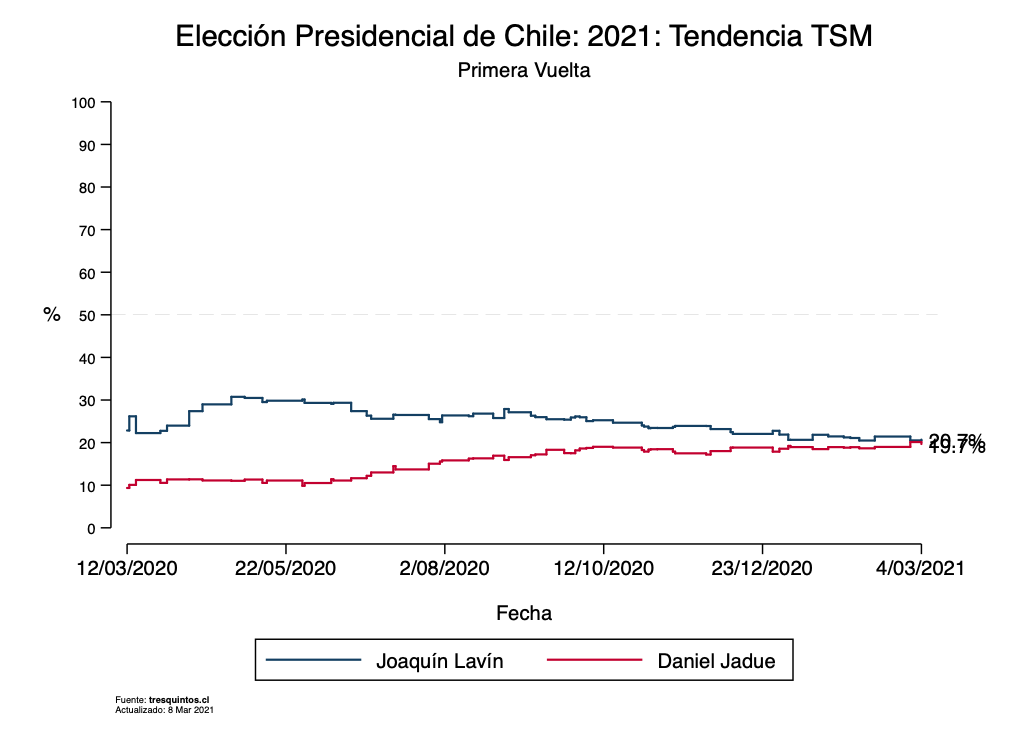 Elección Presidencial de Chile: 2021: Tendencia TSM
Primera Vuelta
100
90
80
70
60
% 50
40
30
20
10
0
20.7%
19.7%
12/03/2020 22/05/2020 2/08/2020 12/10/2020 23/12/2020 4/03/2021
Fecha
Joaquín Lavín Daniel Jadue
Fuente: tresquintos.cl
Actualizado: 8 Mar 2021